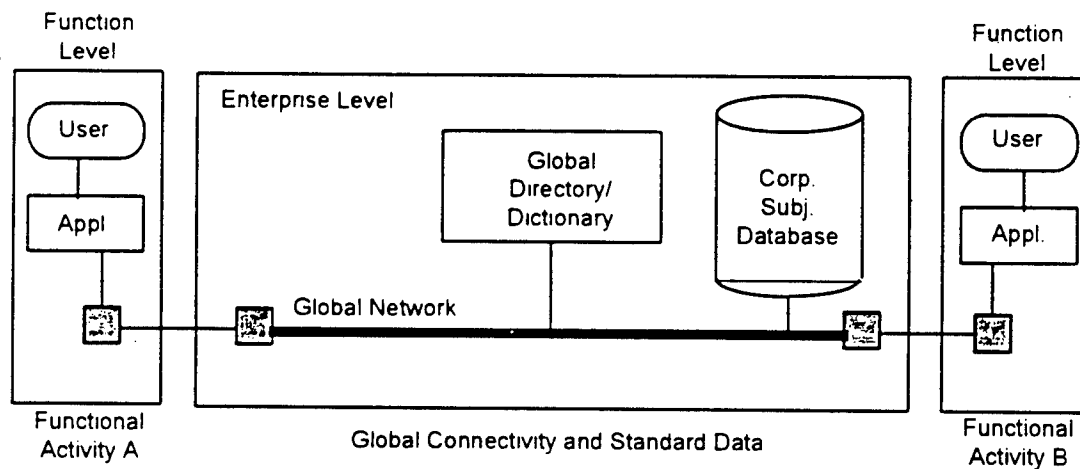 Function
Level
User
Appl
Functional
Activity A
Enterprise Level
Global
Directory/
Dictionary
Corp.
Subj.
Database
Global Network
Global Connectivity and Standard Data
Function
Level
User
Appl.
Functional
Activity B